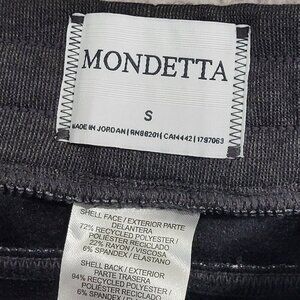 MONDETTA
S
MADE IN JORDAN | RN88201 | CA14442 | 1787063
SHELL FACE / EXTERIOR PARTE
DELANTERA
72% RECYCLED POLYESTER /
POLIESTER RECICLADO
22% RAYON / VISCOSA
6% SPANDEX / ELASTANO
SHELL BACK / EXTERIOR
PARTE TRASERA
94% RECYCLED POLYESTER /
POLIESTER RECICLADO
6% SPANDEX /